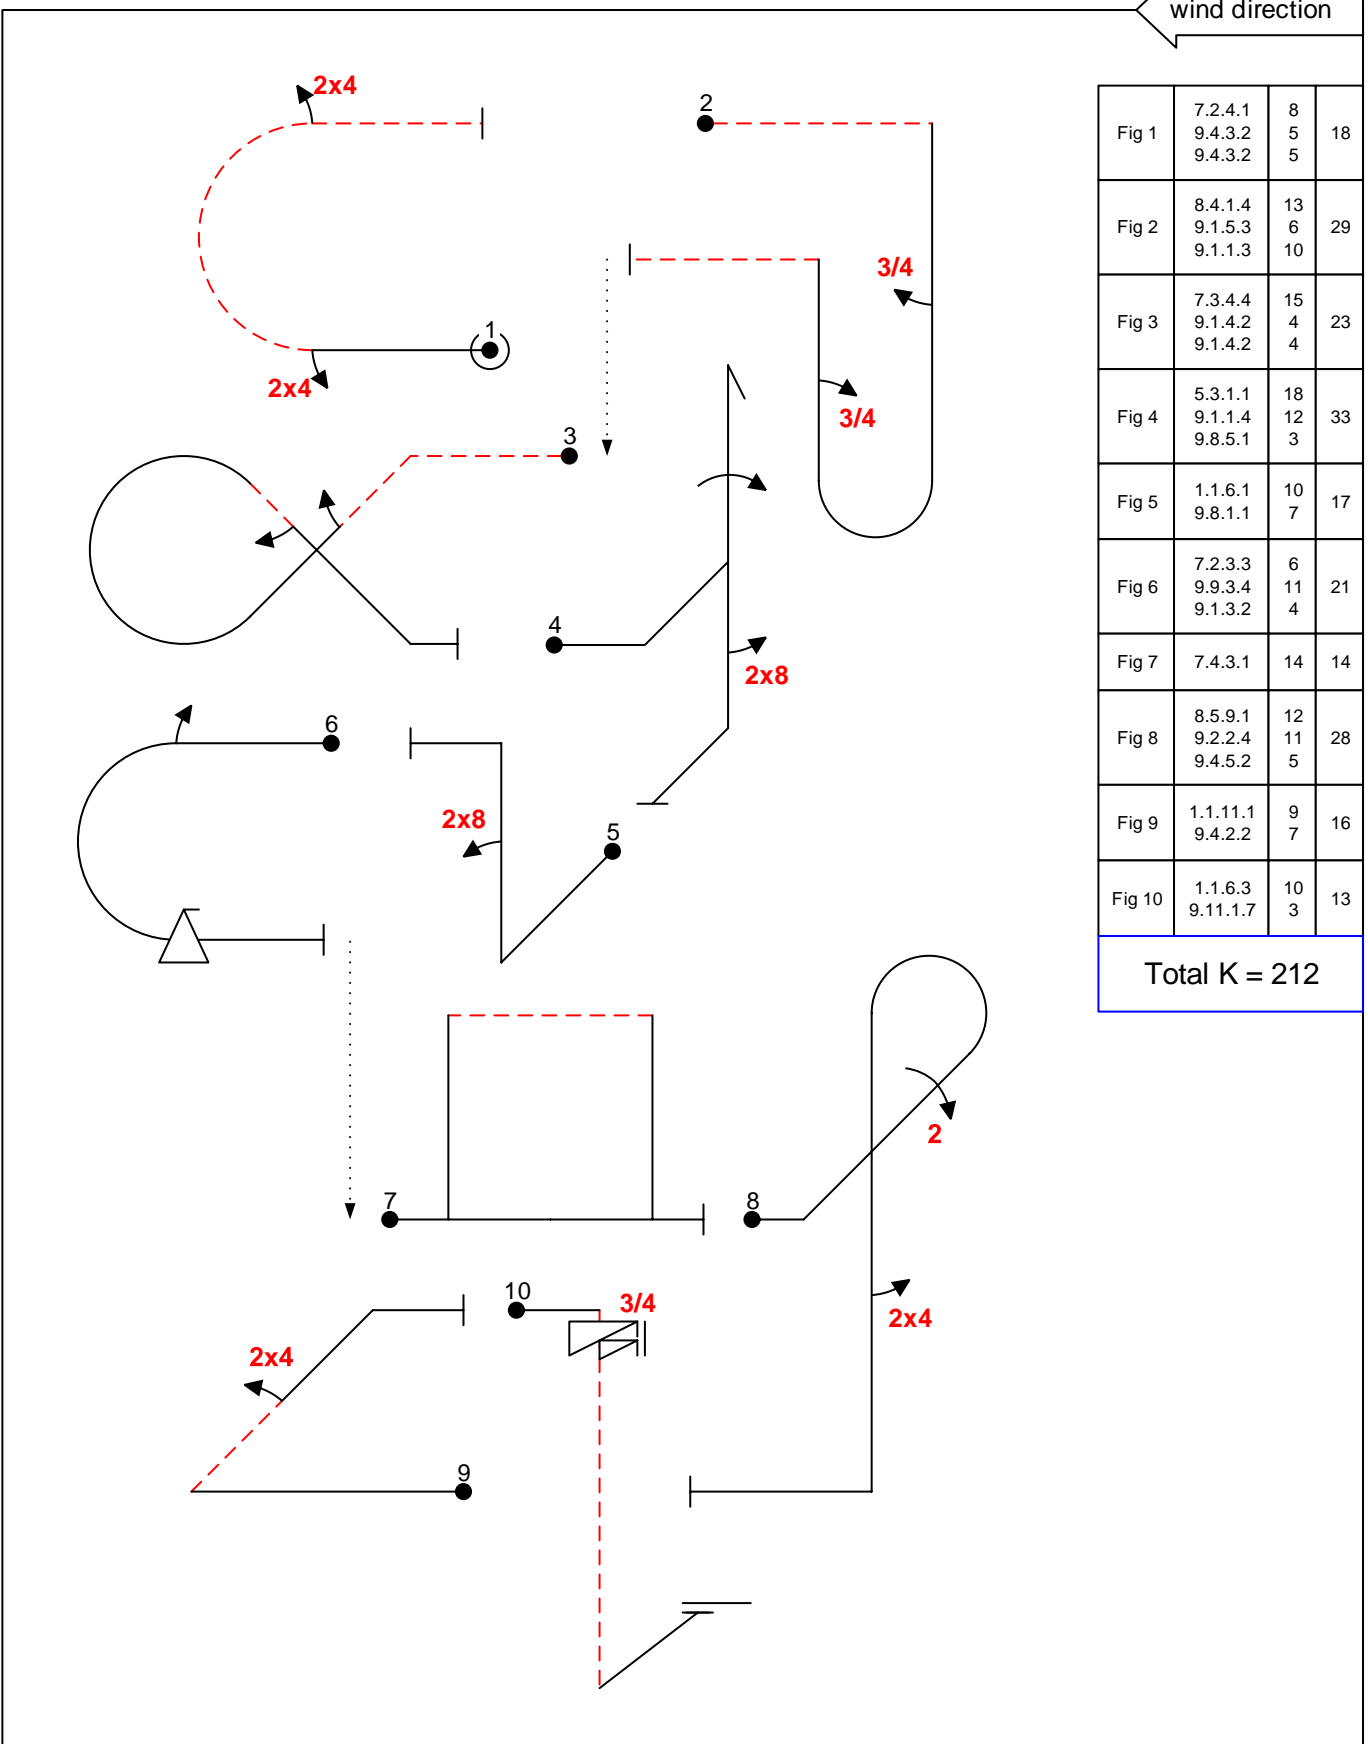 wind direction
2x4
2
3/4
1
2x4
3/4
3
4
2x8
6
2x8
5
2
7
8
10
3/4
2x4
2x4
9
Fig 1
7.2.4.1 8
9.4.3.2 5
9.4.3.2 5
18
Fig 2
8.4.1.4 13
9.1.5.3 6
9.1.1.3 10
29
Fig 3
7.3.4.4 15
9.1.4.2 4
9.1.4.2 4
23
Fig 4
5.3.1.1 18
9.1.1.4 12
9.8.5.1 3
33
Fig 5
1.1.6.1 10
9.8.1.1 7
17
Fig 6
7.2.3.3 6
9.9.3.4 11
9.1.3.2 4
21
Fig 7 7.4.3.1 14 14
Fig 8
8.5.9.1 12
9.2.2.4 11
9.4.5.2 5
28
Fig 9
1.1.11.1 9
9.4.2.2 7
16
Fig 10
1.1.6.3 10
9.11.1.7 3
13
Total K = 212